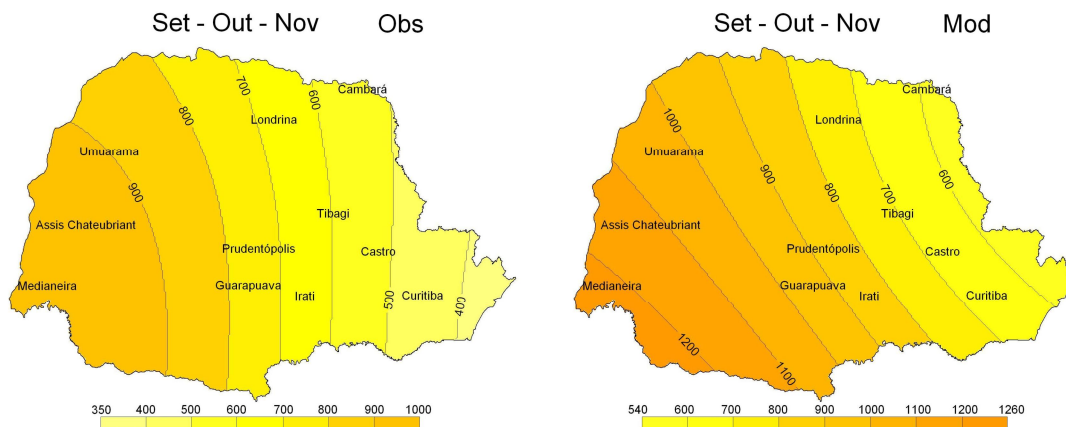 Set - Out - Nov Obs
700
600
Cambará
800
Londrina
Umuarama
900
Assis Chateubriant
Tibagi
Prudentópolis
Castro
Medianeira
Guarapuava
Irati
Curitiba
500
400
350 400 500 600 700 800 900 1000
Set - Out - Nov Mod
Cambará
1000
Londrina
Umuarama
900
800
700
600
Assis Chateubriant
Tibagi
Prudentópolis
Castro
Medianeira
Guarapuava
Irati
Curitiba
1200
1100
540 600 700 800 900 1000 1100 1200 1260